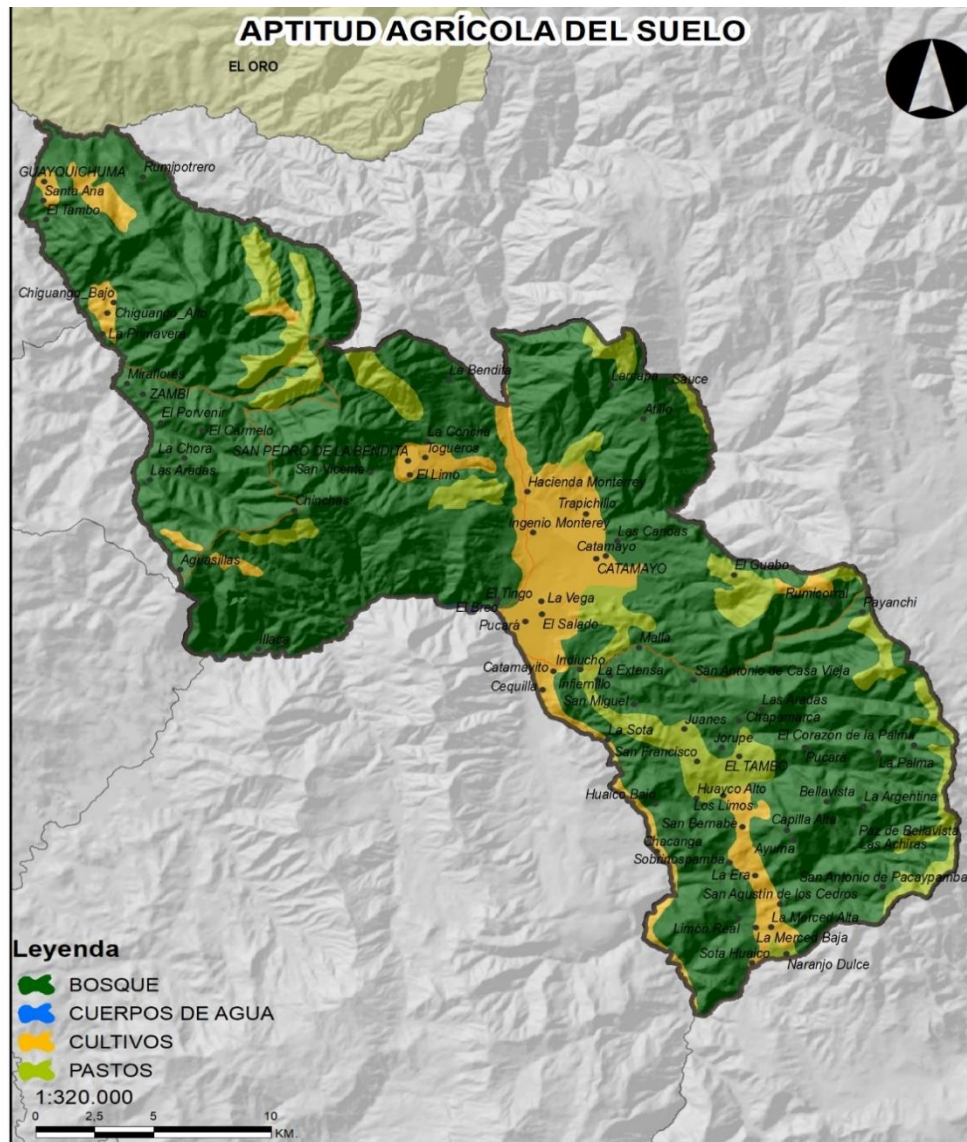 APTITUD AGRÍCOLA DEL SUELO
EL ORO
Rumipotrero
GUAYQUICHUMA
Santa Ana
El Tambo
Chiguango_Bajo
Chiguango_Alto
La Primavera
Miraflores
ZAMBI
El Porvenir
El Carmelo
La Chora
Las Aradas
La Bendita
La Concha
SAN PEDRO DE LA BENDITA
Togueros
San Vicente
El Limo
Chinchas
Aguasillas
Illaca
Larcapa
Sauce
Atillo
Hacienda Monterrey
Trapichillo
Ingenio Monterey
Las Canoas
Catamayo
CATAMAYO
El Guabo
Rumicorral
Payanchi
El Tingo
La Vega
El Breo
Pucará
El Salado
Malla
Catamayito
Indiucho
La Extensa
San Antonio de Casa Vieja
Cequilla
Infiernillo
San Miguel
Las Aradas
Juanes
Chapamarca
La Sota
Jorupe
El Corazón de la Palma
San Francisco
EL TAMBO
Pucara
La Palma
Huaico Bajo
Huayco Alto
Bellavista
Los Limos
La Argentina
San Bernabé
Capilla Alta
Paz de Bellavista
Chacanga
Ayuma
Las Achiras
Sobrinospamba
La Era
San Antonio de Pacaypamba
San Agustín de los Cedros
Limón Real
La Merced Alta
La Merced Baja
Sota Huaico
Naranjo Dulce
Leyenda
BOSQUE
CUERPOS DE AGUA
CULTIVOS
PASTOS
1:320.000
0 2,5 5 10
KM.